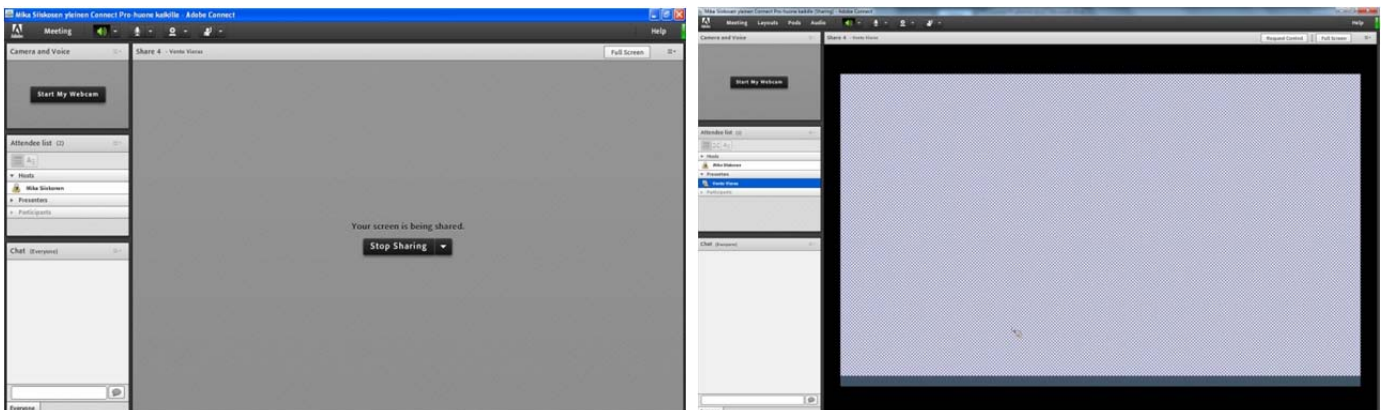 Mika Siiskosen yleinen Connect Pro-huone kaikille - Adobe Connect
Meeting
Help
Camera and Voice
Share 4 - Vento Vieras
Full Screen
Start My Webcam
Attendee list (2)
Hosts
Mika Siiskonen
Presenters
Participants
Your screen is being shared.
Stop Sharing
Chat (Everyone)
Everyone
Mika Siiskosen yleinen Connect Pro-huone kaikille (Sharing) - Adobe Connect
Meeting Layouts Pods Audio
Help
Camera and Voice
Share 4 - Vento Vieras
Request Control
Full Screen
Start My Webcam
Attendee list (2)
Hosts
Mika Siiskonen
Presenters
Vento Vieras
Participants
Chat (Everyone)